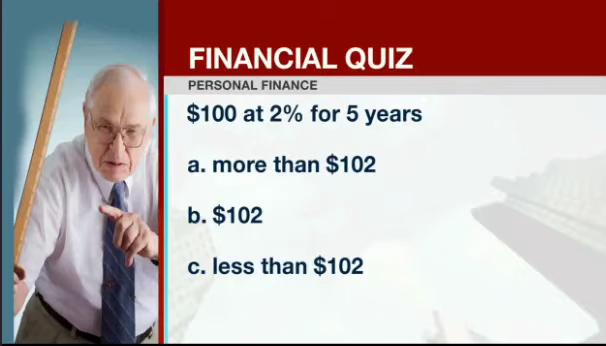 FINANCIAL QUIZ
PERSONAL FINANCE
$100 at 2% for 5 years
a. more than $102
b. $102
c. less than $102